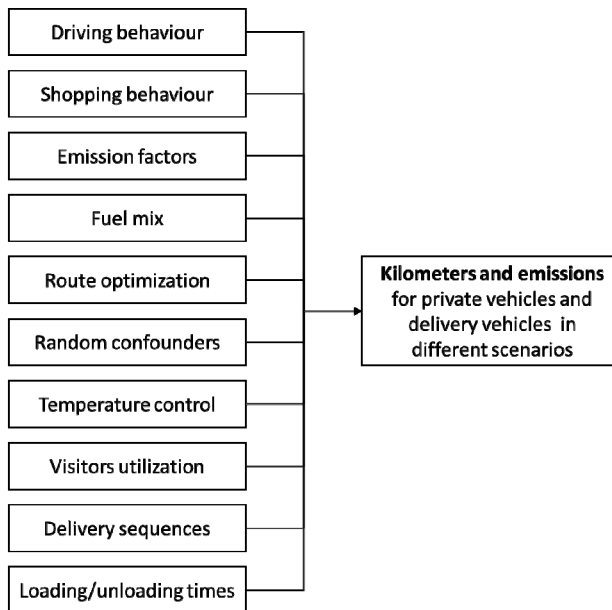 Driving behaviour
Shopping behaviour
Emission factors
Fuel mix
Route optimization
Random confounders
Temperature control
Visitors utilization
Delivery sequences
Loading/unloading times
Kilometers and emissions
for private vehicles and
delivery vehicles in
different scenarios